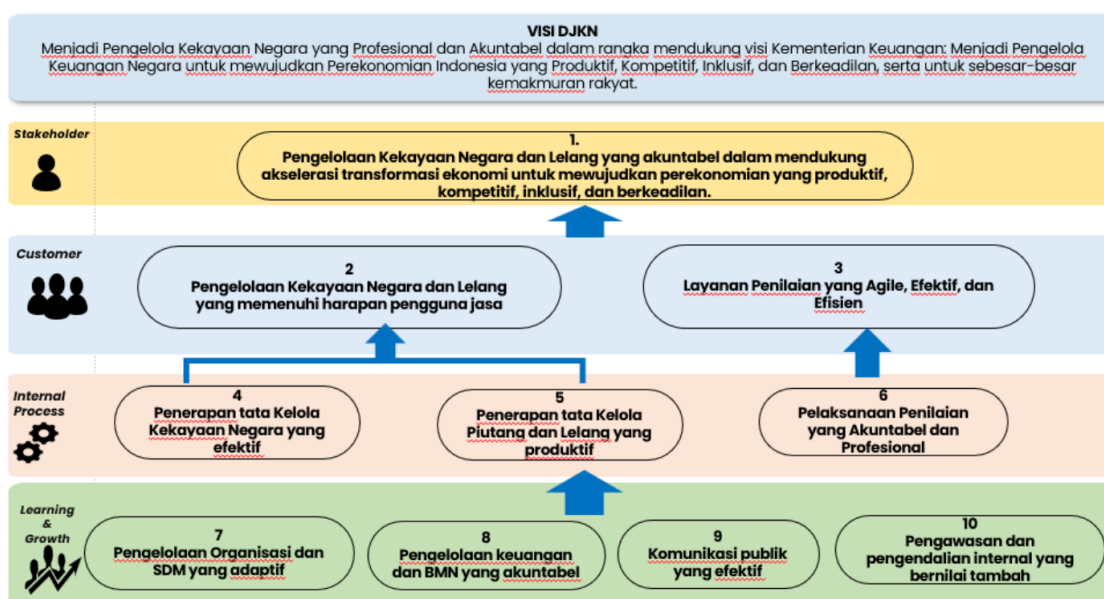 VISI DJKN
Menjadi Pengelola Kekayaan Negara yang Profesional dan Akuntabel dalam rangka mendukung visi Kementerian Keuangan: Menjadi Pengelola
Keuangan Negara untuk mewujudkan Perekonomian Indonesia yang Produktif, Kompetitif, Inklusif, dan Berkeadilan, serta untuk sebesar-besar
kemakmuran rakyat.
Stakeholder
1.
Pengelolaan Kekayaan Negara dan Lelang yang akuntabel dalam mendukung
akselerasi transformasi ekonomi untuk mewujudkan perekonomian yang produktif,
kompetitif, inklusif, dan berkeadilan.
Customer
2
Pengelolaan Kekayaan Negara dan Lelang
yang memenuhi harapan pengguna jasa
3
Layanan Penilaian yang Agile, Efektif, dan
Efisien
Internal
Process
4
Penerapan tata Kelola
Kekayaan Negara yang
efektif
5
Penerapan tata Kelola
Piutang dan Lelang yang
produktif
6
Pelaksanaan Penilaian
yang Akuntabel dan
Profesional
Learning
&
Growth
7
Pengelolaan Organisasi dan
SDM yang adaptif
8
Pengelolaan keuangan
dan BMN yang akuntabel
9
Komunikasi publik
yang efektif
10
Pengawasan dan
pengendalian internal yang
bernilai tambah